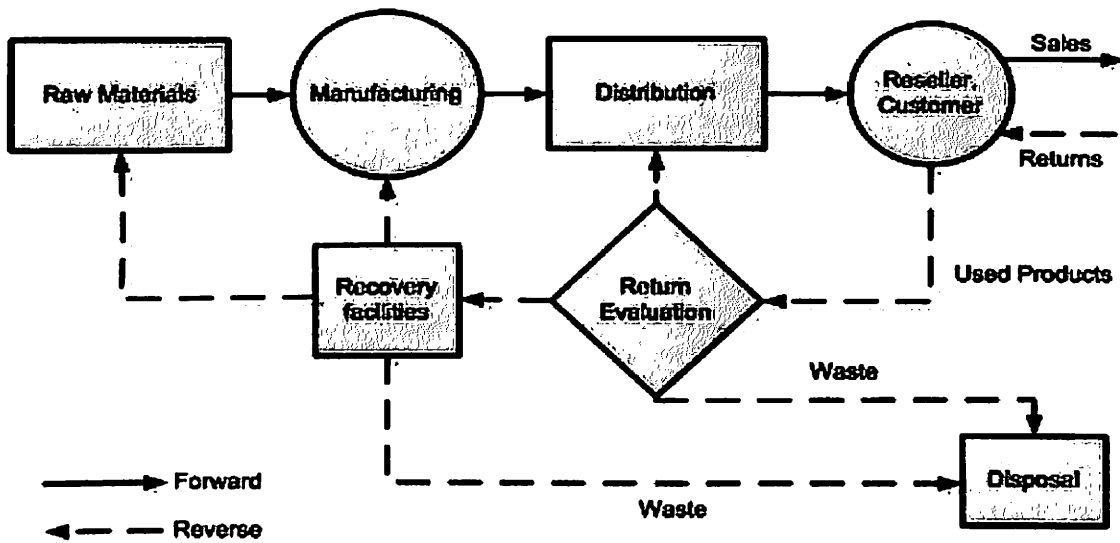 Sales
Raw Materials
Manufacturing
Distribution
Reseller,
Customer
Returns
Recovery
facilities
Return
Evaluation
Used Products
Waste
Forward
Disposal
Waste
Reverse